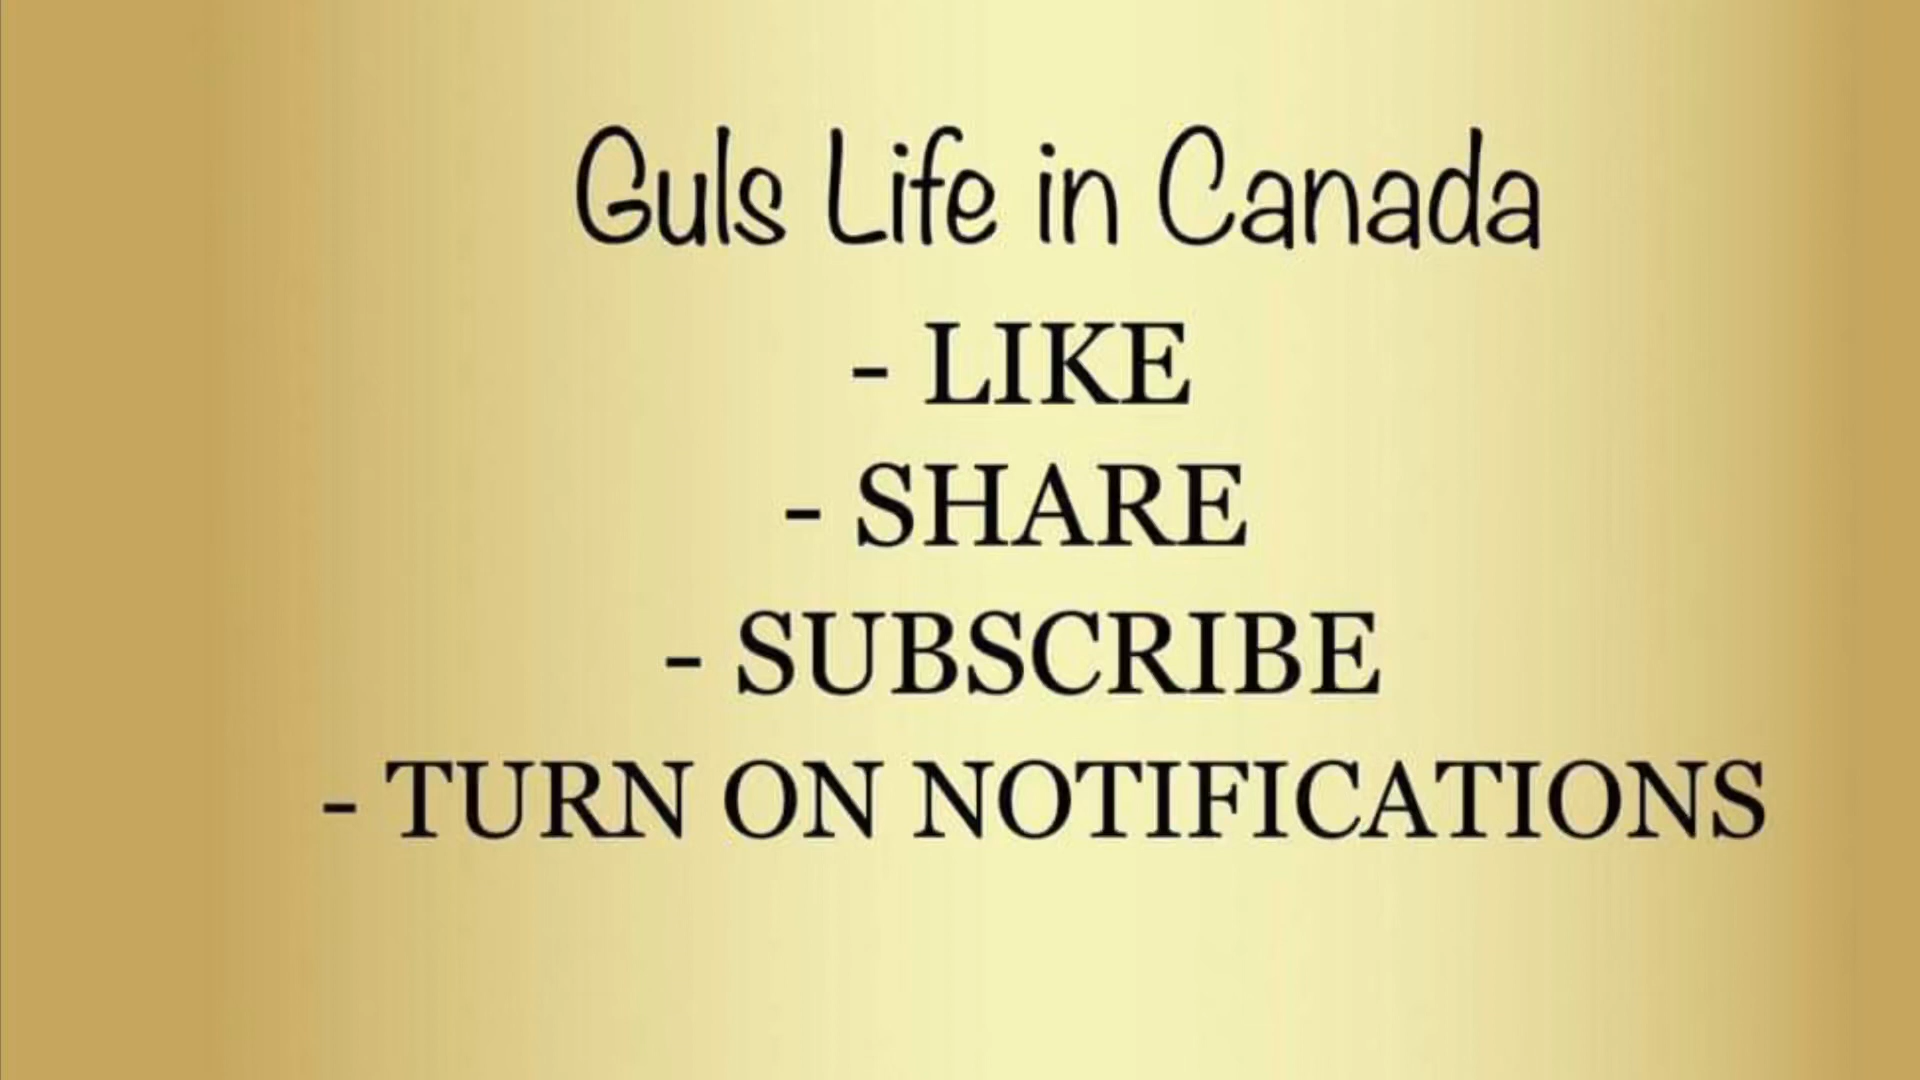 Guls Life in Canada
- LIKE
- SHARE
- SUBSCRIBE
- TURN ON NOTIFICATIONS